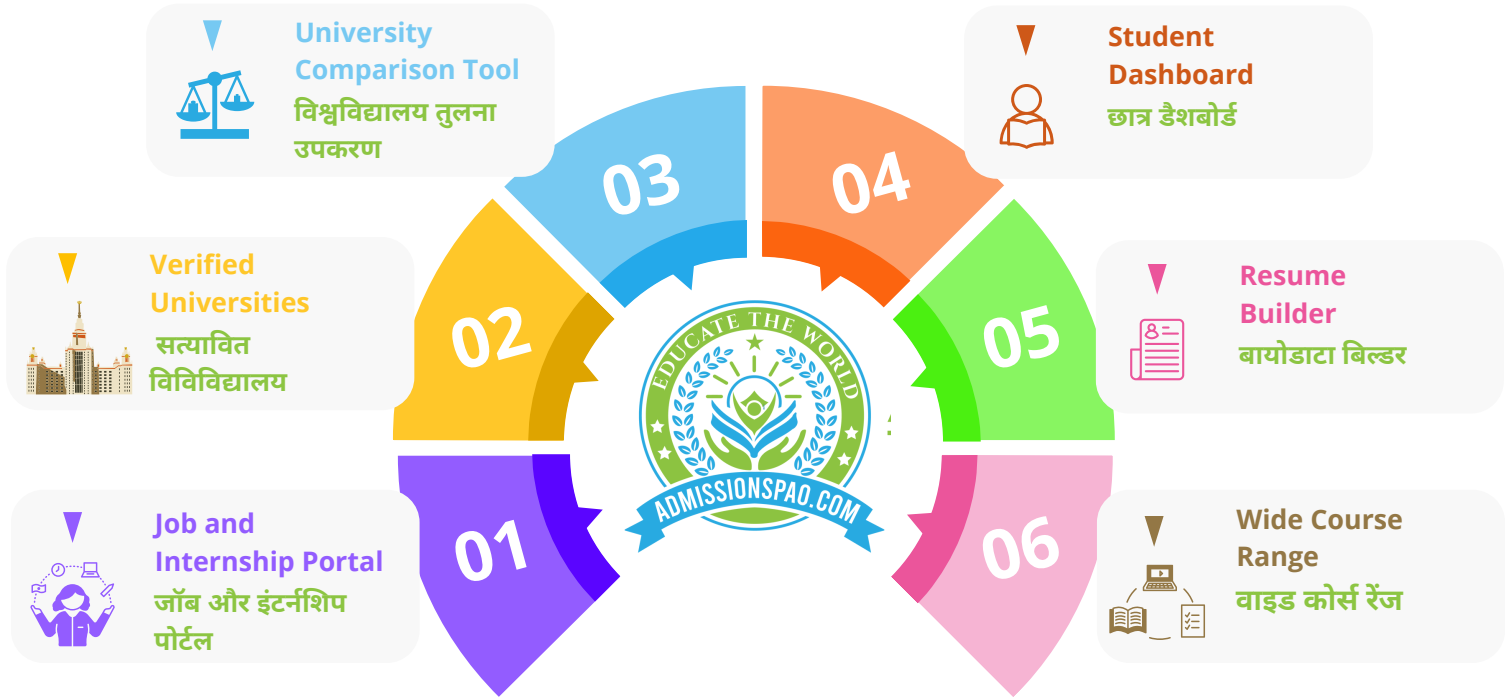 University
Comparison Tool
विश्वविद्यालय तुलना
उपकरण
03
04
Student
Dashboard
छात्र डैशबोर्ड
Verified
Universities
सत्यावित
विविविद्यालय
02
05
Resume
Builder
बायोडाटा बिल्डर
EDUCATE THE WORLD
ADMISSIONSPAO.COM
Job and
Internship Portal
जॉब और इंटर्नशिप
पोर्टल
01
06
Wide Course
Range
वाइड कोर्स रेंज